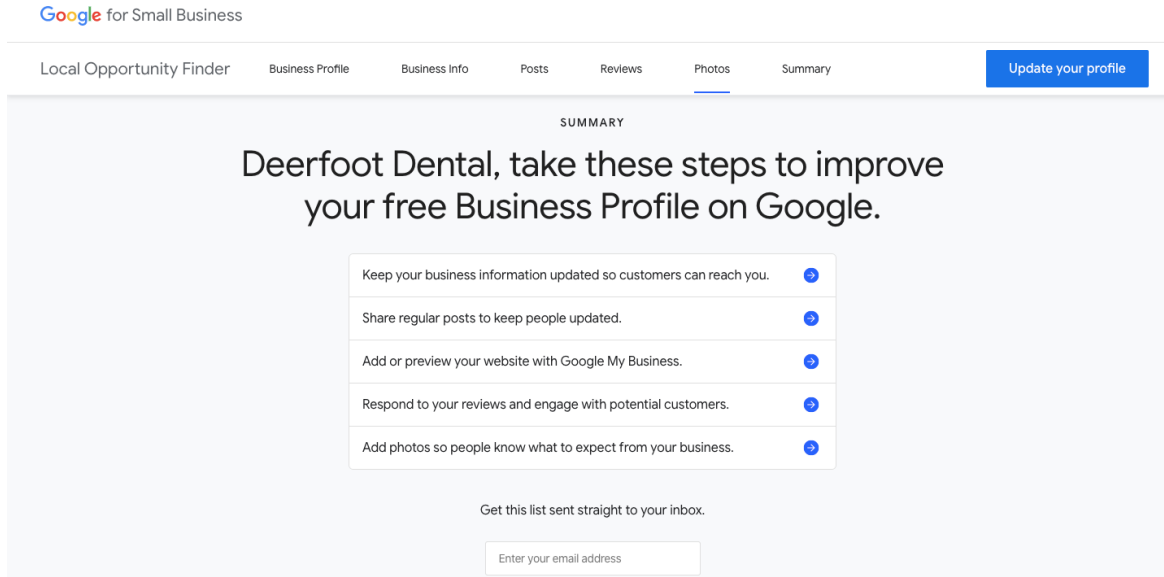 Google for Small Business
Local Opportunity Finder Business Profile Business Info Posts Reviews Photos Summary Update your profile
SUMMARY
Deerfoot Dental, take these steps to improve
your free Business Profile on Google.
Keep your business information updated so customers can reach you.
Share regular posts to keep people updated.
Add or preview your website with Google My Business.
Respond to your reviews and engage with potential customers.
Add photos so people know what to expect from your business.
Get this list sent straight to your inbox.
Enter your email address